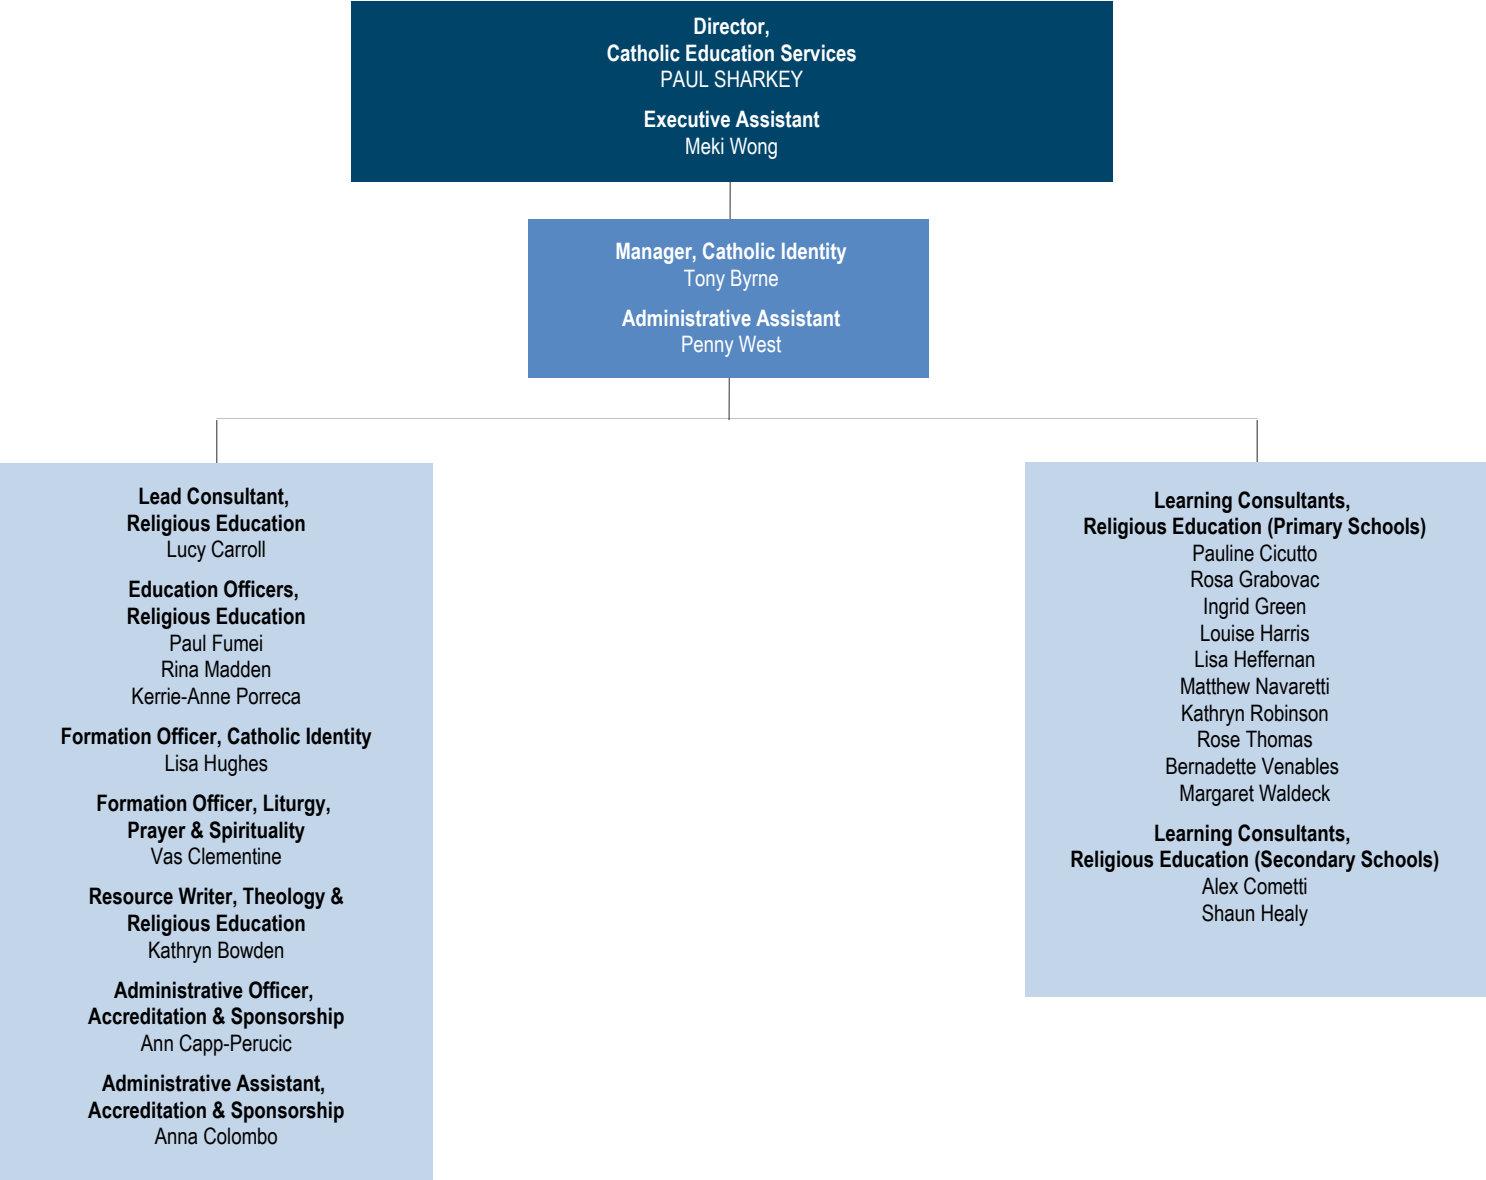 Director,
Catholic Education Services
PAUL SHARKEY
Executive Assistant
Meki Wong
Manager, Catholic Identity
Tony Byrne
Administrative Assistant
Penny West
Lead Consultant,
Religious Education
Lucy Carroll
Education Officers,
Religious Education
Paul Fumei
Rina Madden
Kerrie-Anne Porreca
Formation Officer, Catholic Identity
Lisa Hughes
Formation Officer, Liturgy,
Prayer & Spirituality
Vas Clementine
Resource Writer, Theology &
Religious Education
Kathryn Bowden
Administrative Officer,
Accreditation & Sponsorship
Ann Capp-Perucic
Administrative Assistant,
Accreditation & Sponsorship
Anna Colombo
Learning Consultants,
Religious Education (Primary Schools)
Pauline Cicutto
Rosa Grabovac
Ingrid Green
Louise Harris
Lisa Heffernan
Matthew Navaretti
Kathryn Robinson
Rose Thomas
Bernadette Venables
Margaret Waldeck
Learning Consultants,
Religious Education (Secondary Schools)
Alex Cometti
Shaun Healy